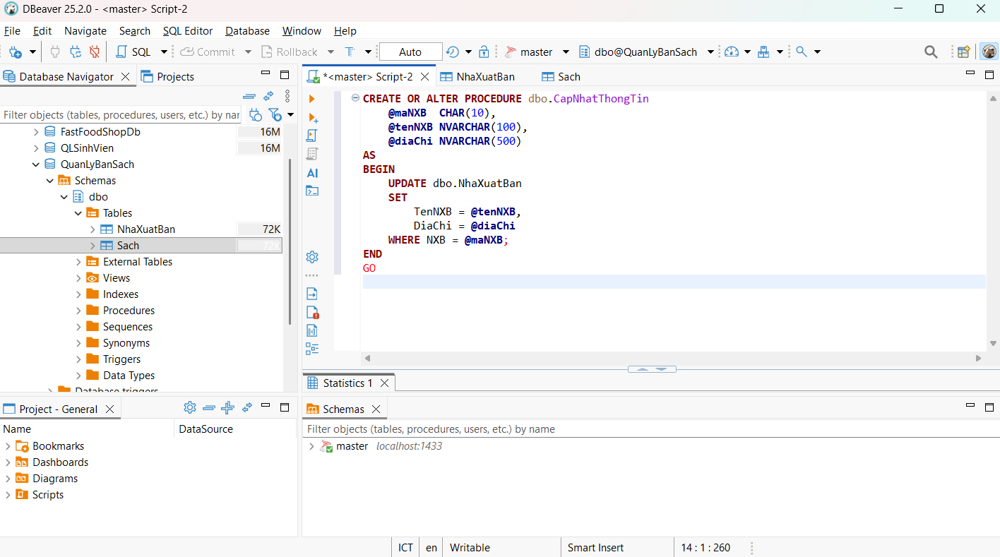 DBeaver 25.2.0 - <master> Script-2
File Edit Navigate Search SQL Editor Database Window Help
SQL Commit Rollback T Auto master dbo@QuanLyBanSach
Database Navigator Projects
Filter objects (tables, procedures, users, etc.) by nar
FastFoodShopDb 16M
QLSinhVien 16M
QuanLyBanSach
Schemas
dbo
Tables
NhaXuatBan 72K
Sach 72K
External Tables
Views
Indexes
Procedures
Sequences
Synonyms
Triggers
Data Types
Database triggers
*<master> Script-2 NhaXuatBan Sach
AI
CREATE OR ALTER PROCEDURE dbo.CapNhatThongTin
@maNXB CHAR(10),
@tenNXB NVARCHAR(100),
@diaChi NVARCHAR(500)
AS
BEGIN
UPDATE dbo.NhaXuatBan
SET
TenNXB = @tenNXB,
DiaChi = @diaChi
WHERE NXB = @maNXB;
END
GO
Statistics 1
Project - General
Name DataSource
Bookmarks
Dashboards
Diagrams
Scripts
Schemas
Filter objects (tables, procedures, users, etc.) by name
master localhost:1433
ICT en Writable Smart Insert 14 : 1 : 260